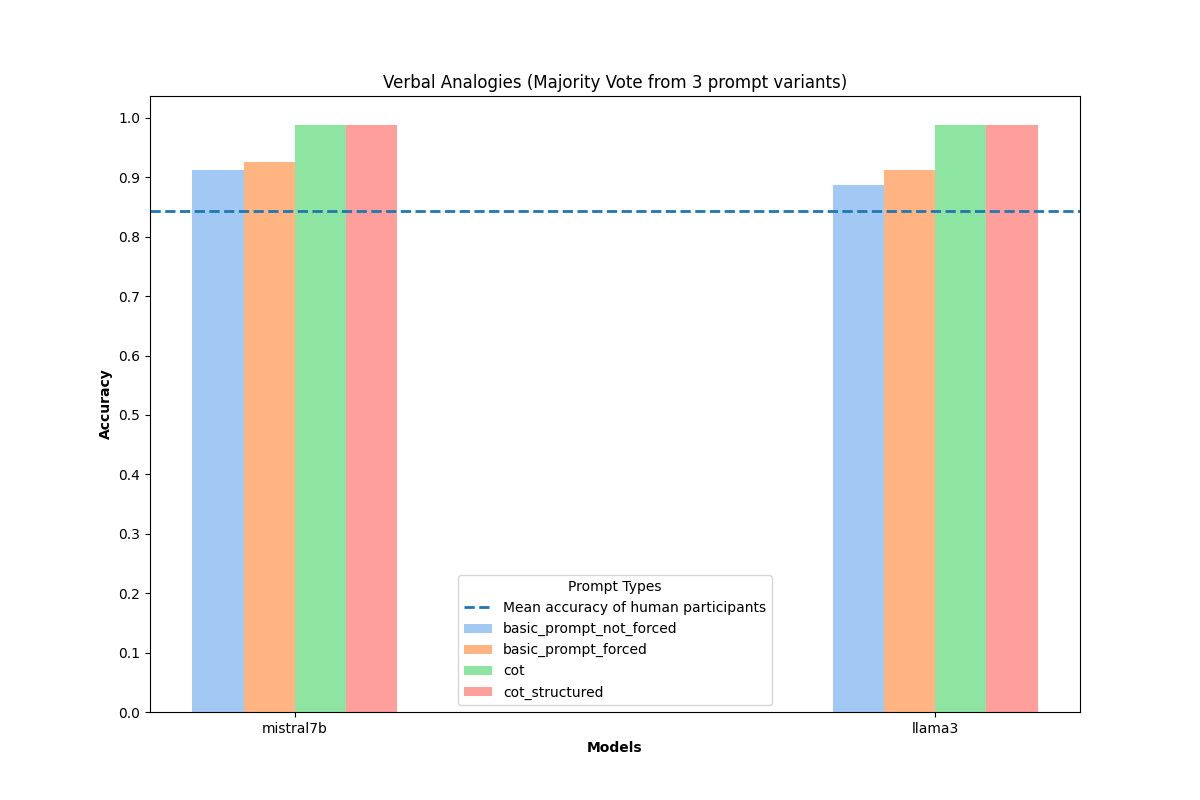 Verbal Analogies (Majority Vote from 3 prompt variants)
1.0
0.9
0.8
0.7
0.6
0.5
0.4
0.3
0.2
0.1
0.0
Accuracy
Prompt Types
Mean accuracy of human participants
basic_prompt_not_forced
basic_prompt_forced
cot
cot_structured
mistral7b
llama3
Models